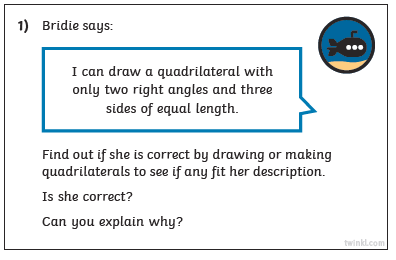 1) Bridie says:
I can draw a quadrilateral with
only two right angles and three
sides of equal length.
Find out if she is correct by drawing or making
quadrilaterals to see if any fit her description.
Is she correct?
Can you explain why?
twinkl.com